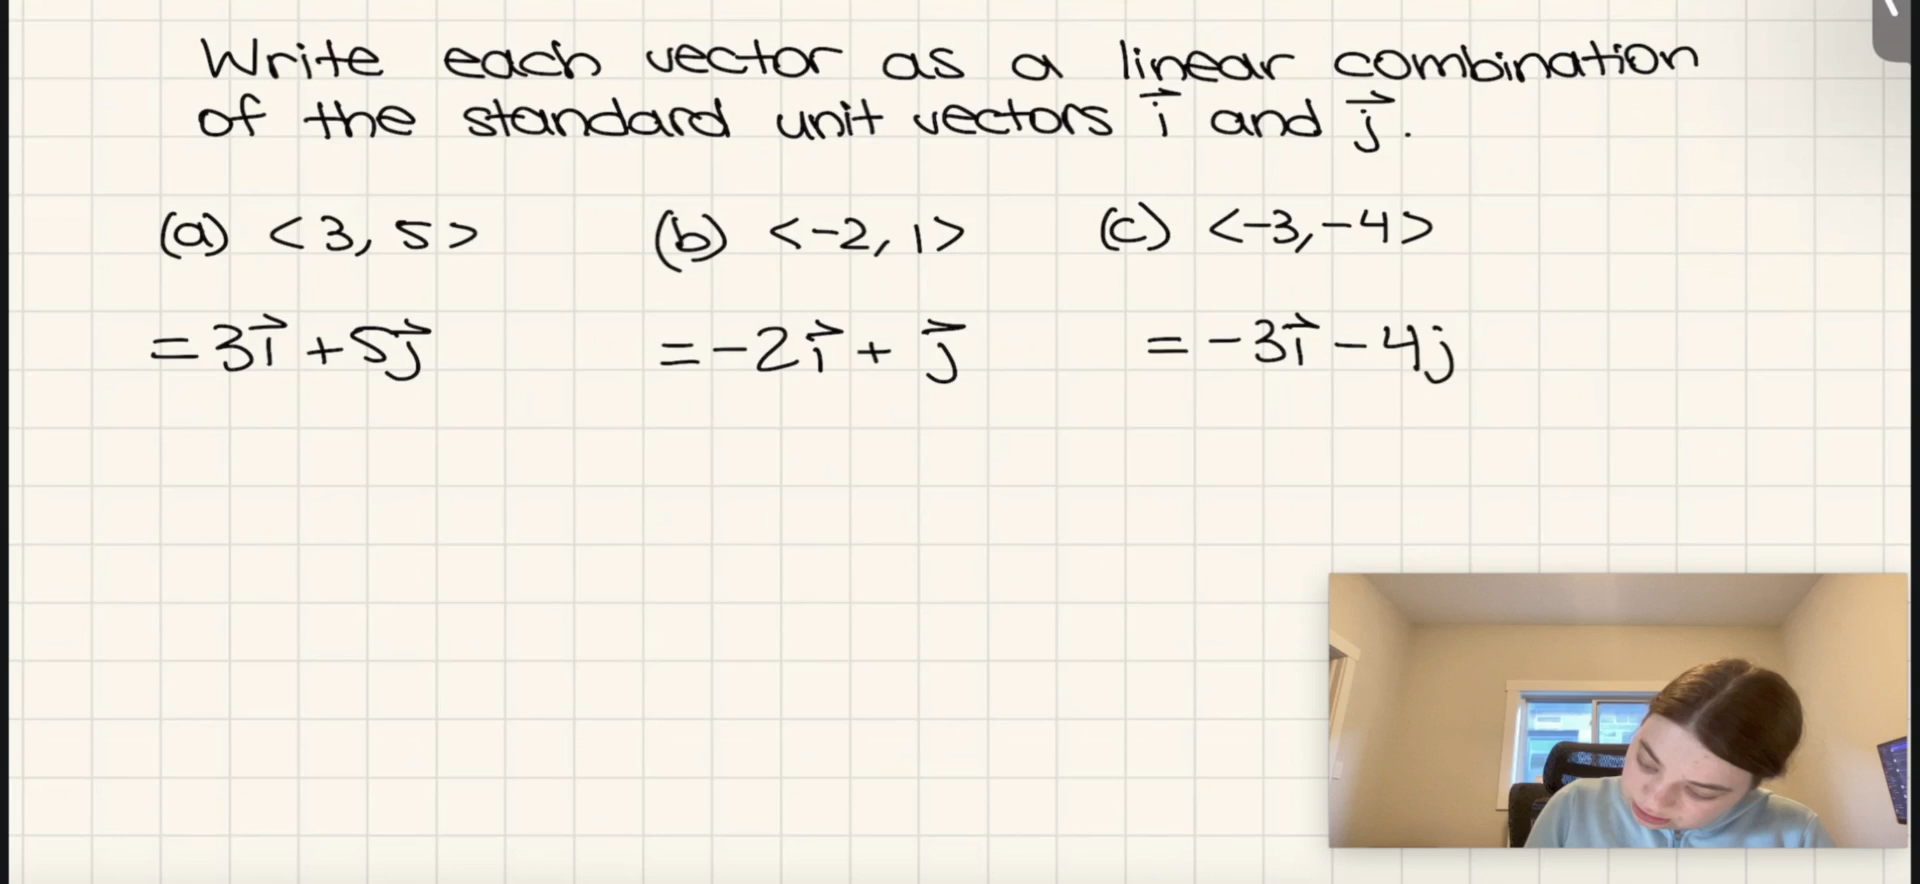 Write each vector as a linear combination
of the standard unit vectors i⃗ and j⃗.
(a) <3, 5> (b) <-2, 1> (c) <-3, -4>
= 3i⃗ + 5j⃗ = -2i⃗ + j⃗ = -3i⃗ - 4j